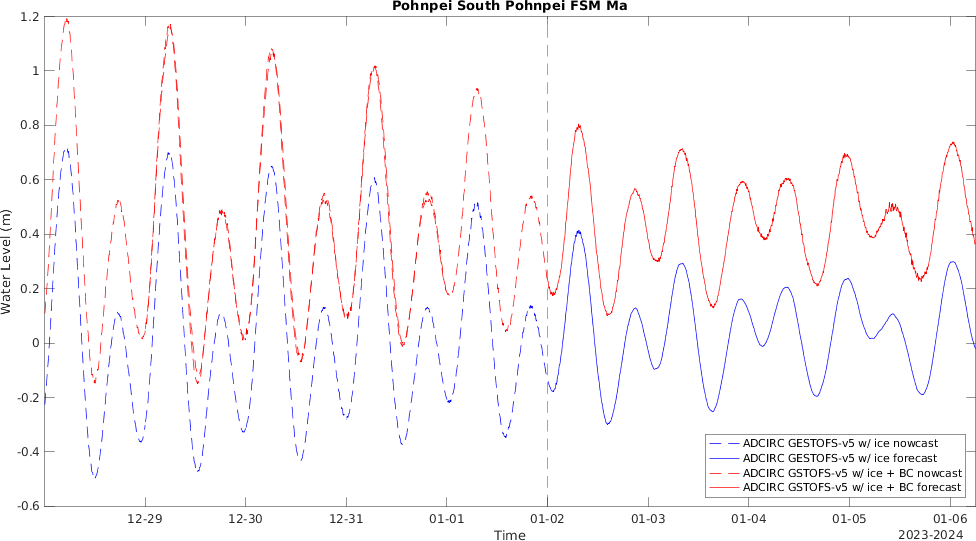 Pohnpei South Pohnpei FSM Ma
1.2
1
0.8
0.6
0.4
0.2
0
-0.2
-0.4
-0.6
Water Level (m)
12-29
12-30
12-31
01-01
01-02
01-03
01-04
01-05
01-06
Time
2023-2024
ADCIRC GESTOFS-v5 w/ ice nowcast
ADCIRC GESTOFS-v5 w/ ice forecast
ADCIRC GSTOFS-v5 w/ ice + BC nowcast
ADCIRC GSTOFS-v5 w/ ice + BC forecast